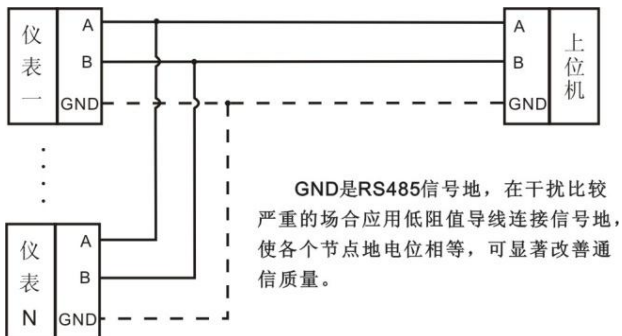 仪表一
A
B
GND
A
B
GND
上位机
GND是RS485信号地，在干扰比较
严重的场合应用低阻值导线连接信号地，
使各个节点地电位相等，可显著改善通
信质量。
仪表N
A
B
GND